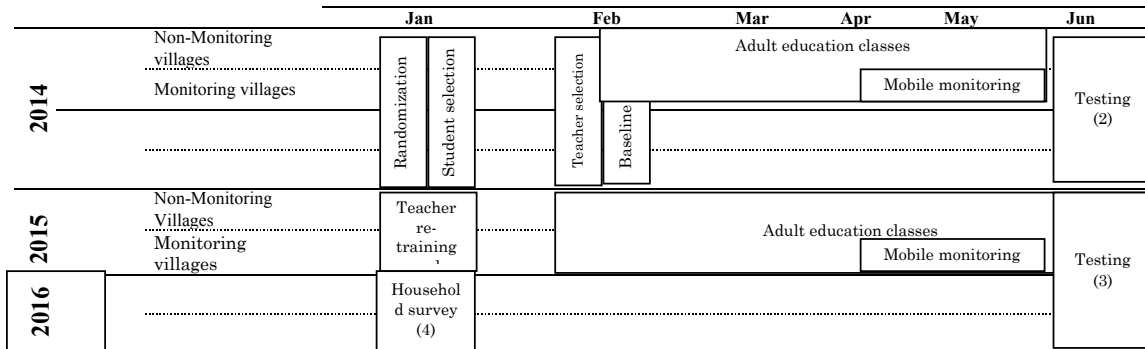 Jan Feb Mar Apr May Jun
2014
Non-Monitoring
villages
Monitoring villages
Randomization
Student selection
Teacher selection
Baseline
Adult education classes
Mobile monitoring
Testing
(2)
2015
Non-Monitoring
Villages
Monitoring
villages
Teacher
re-
training
Adult education classes
Mobile monitoring
Testing
(3)
2016
Househol
d survey
(4)